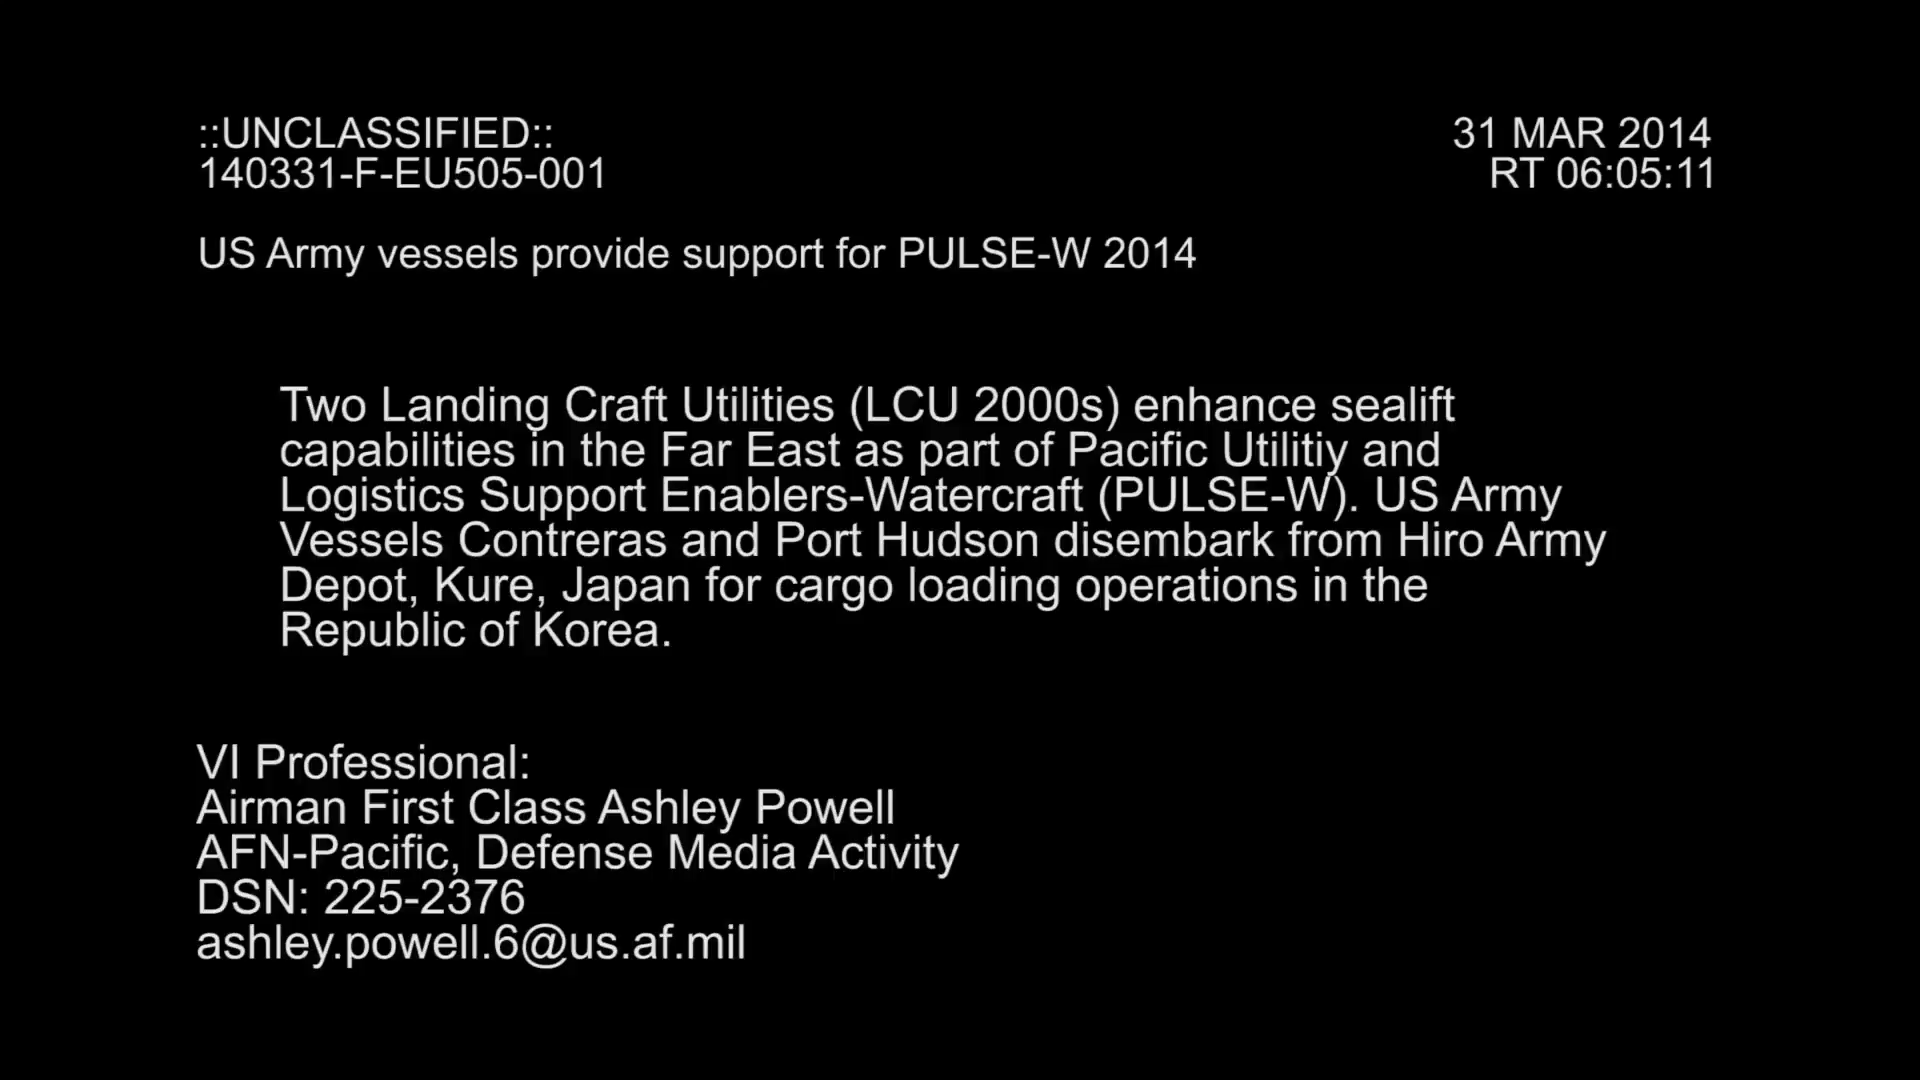 ::UNCLASSIFIED:: 31 MAR 2014
140331-F-EU505-001 RT 06:05:11
US Army vessels provide support for PULSE-W 2014
Two Landing Craft Utilities (LCU 2000s) enhance sealift
capabilities in the Far East as part of Pacific Utilitiy and
Logistics Support Enablers-Watercraft (PULSE-W). US Army
Vessels Contreras and Port Hudson disembark from Hiro Army
Depot, Kure, Japan for cargo loading operations in the
Republic of Korea.
VI Professional:
Airman First Class Ashley Powell
AFN-Pacific, Defense Media Activity
DSN: 225-2376
ashley.powell.6@us.af.mil